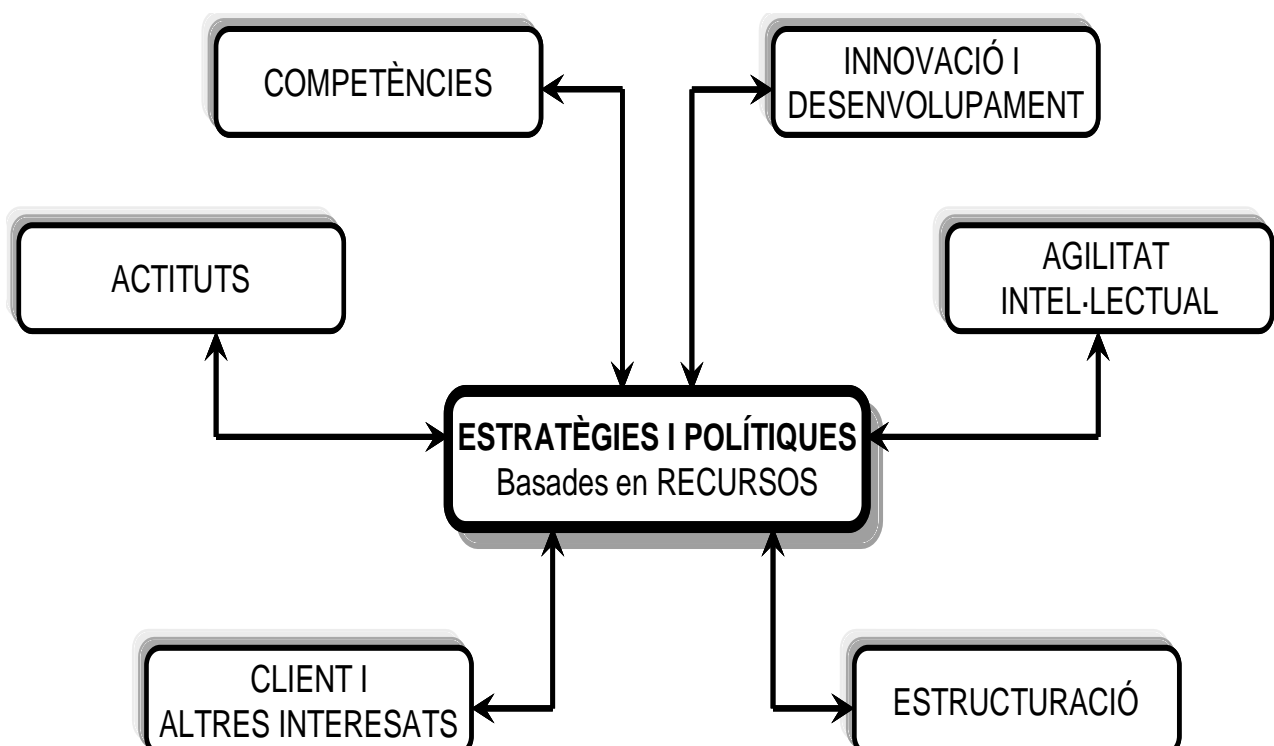 COMPETÈNCIES
INNOVACIÓ I
DESENVOLUPAMENT
ACTITUTS
AGILITAT
INTEL·LECTUAL
ESTRATÈGIES I POLÍTIQUES
Basades en RECURSOS
CLIENT I
ALTRES INTERESATS
ESTRUCTURACIÓ